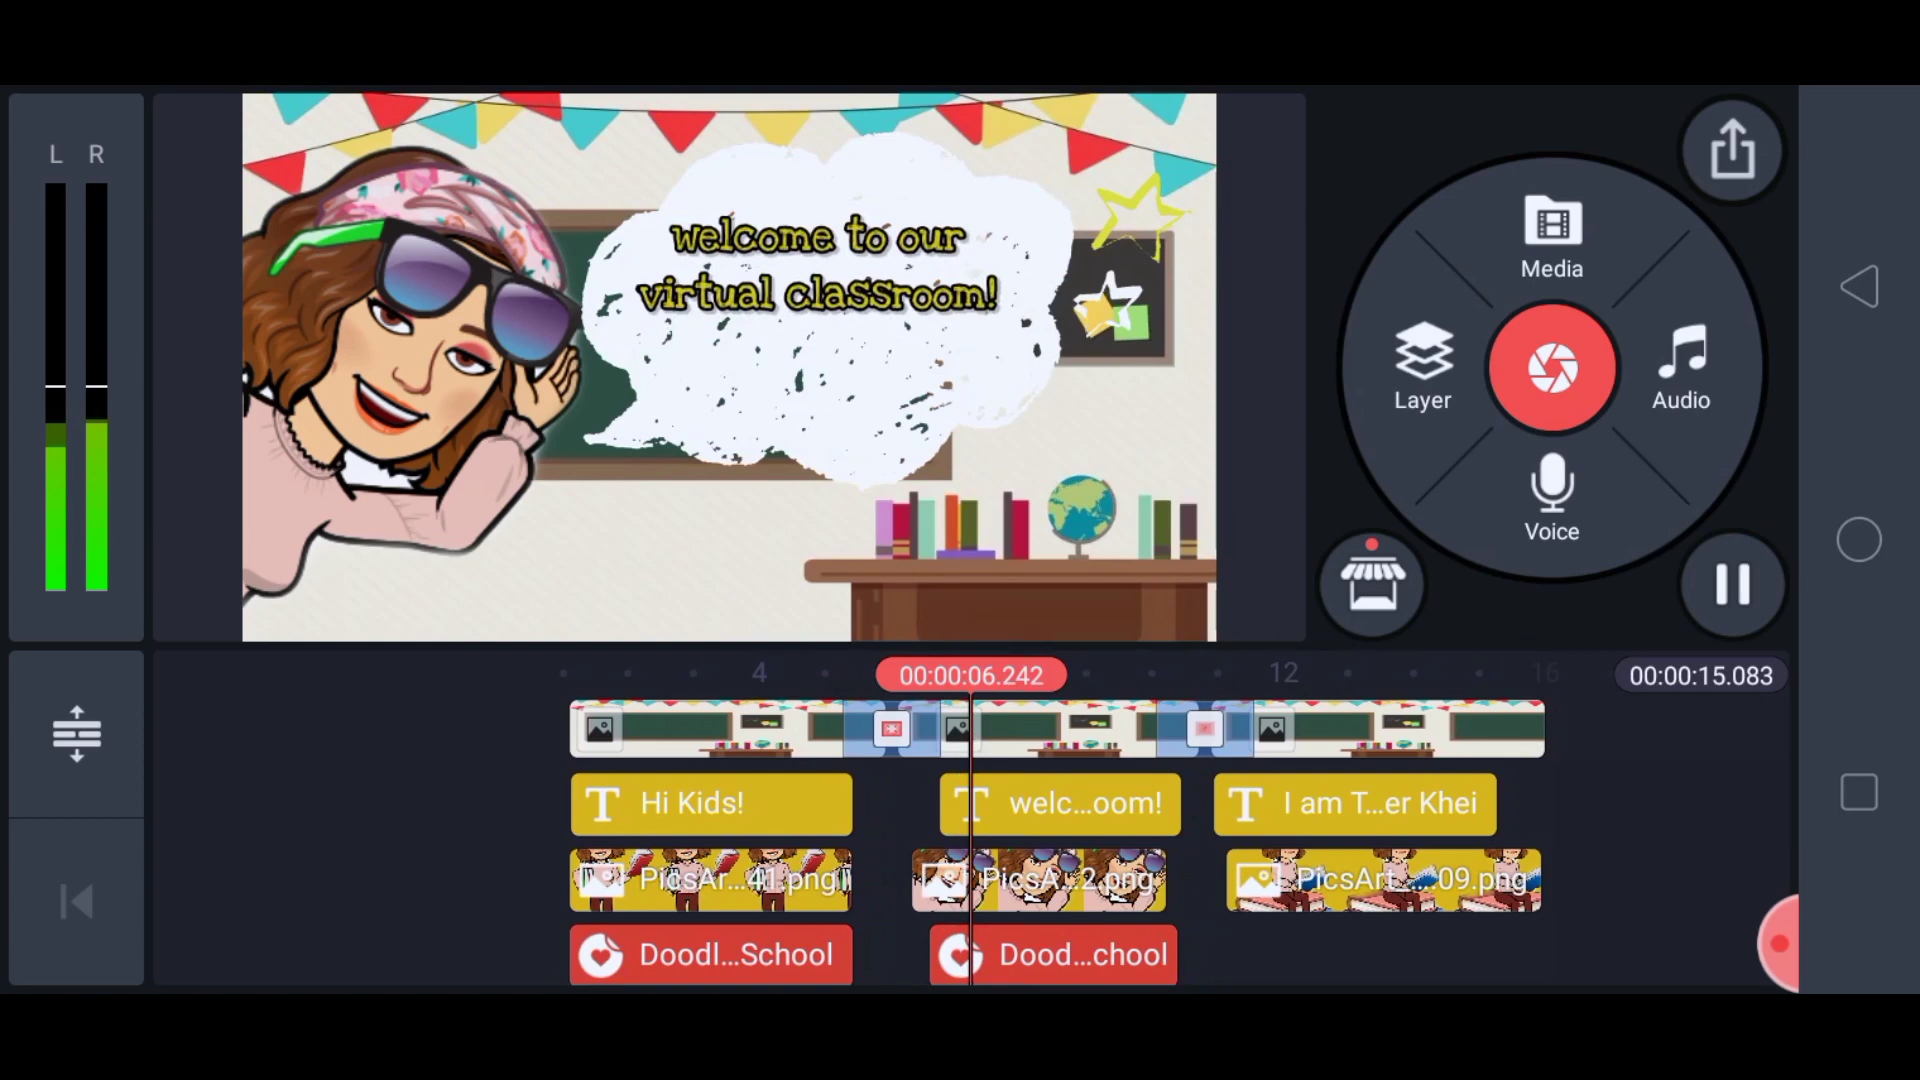 L R
welcome to our
virtual classroom!
Media
Layer
Audio
Voice
4
00:00:06.242
12
16
00:00:15.083
Hi Kids!
welc...oom!
I am T...er Khei
PicsAr...41.png
PicsA...2.png
PicsArt_...09.png
Doodl...School
Dood...chool